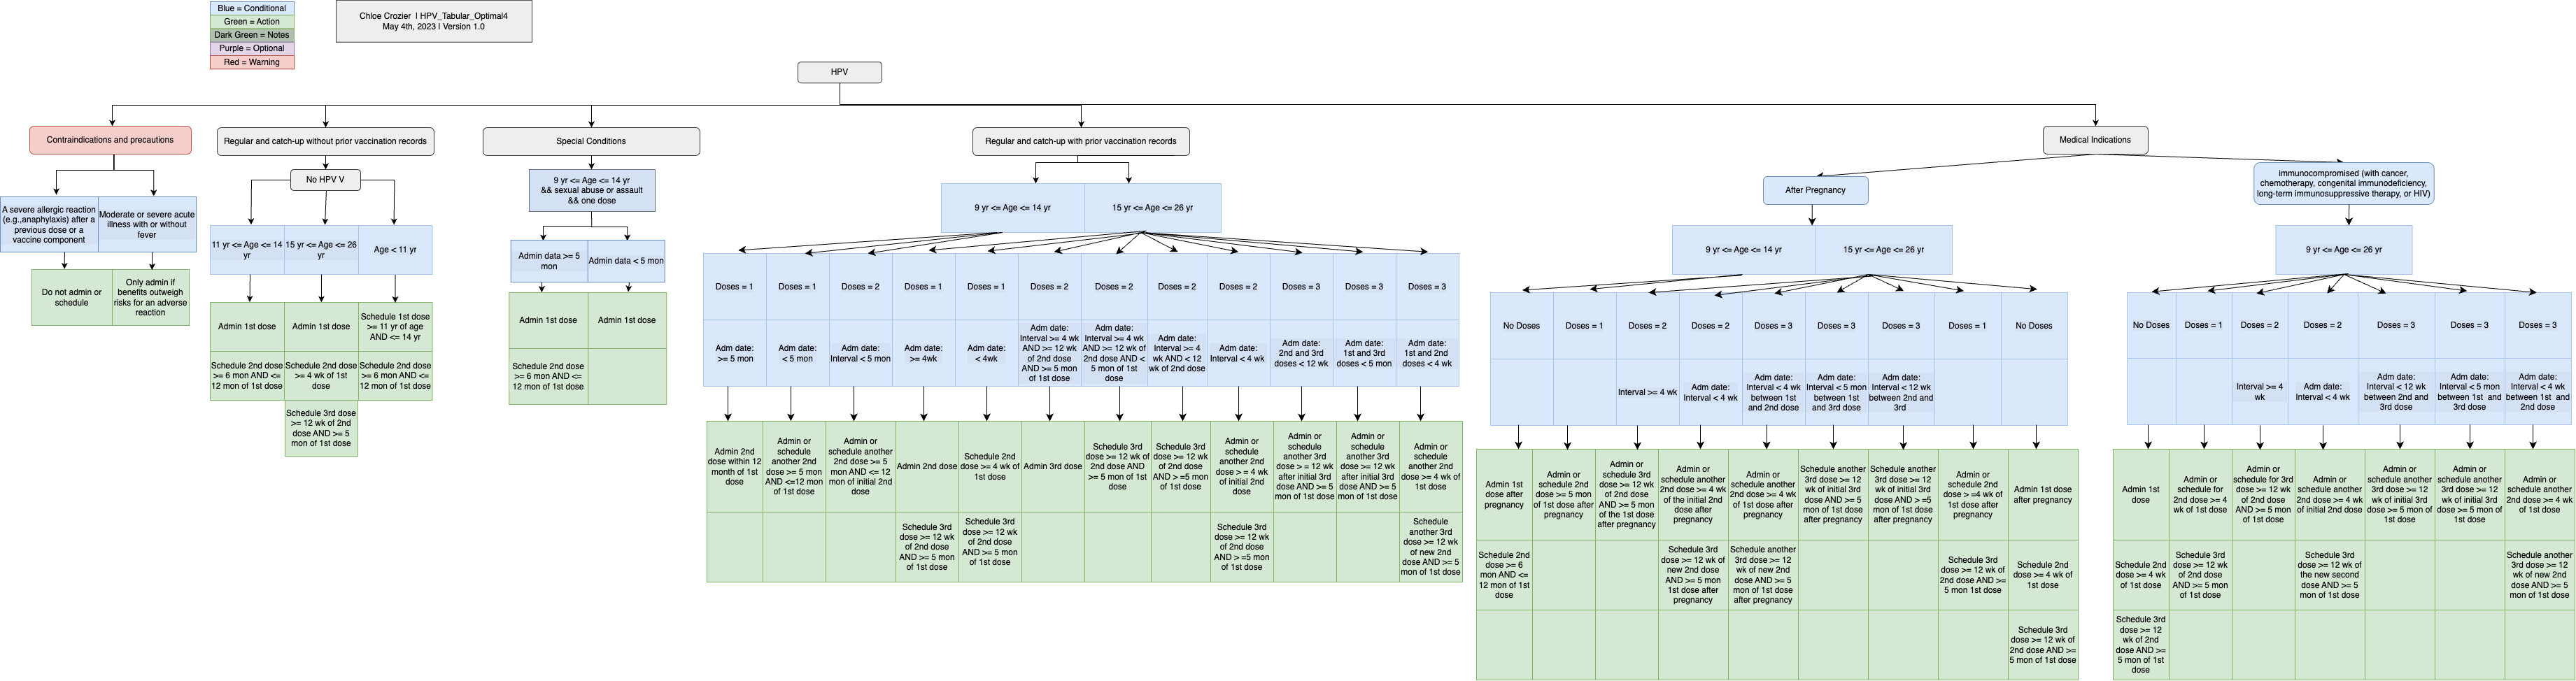 Blue = Conditional
Green = Action
Dark Green = Notes
Purple = Optional
Red = Warning
Chloe Crozier | HPV_Tabular_Optimal4
May 4th, 2023 | Version 1.0
HPV
Contraindications and precautions
A severe allergic reaction
(e.g.,anaphylaxis) after a
previous dose or a
vaccine component
Moderate or severe acute
illness with or without
fever
Do not admin or
schedule
Only admin if
benefits outweigh
risks for an adverse
reaction
Regular and catch-up without prior vaccination records
No HPV V
11 yr <= Age <= 14
yr
15 yr <= Age <= 26
yr
Age < 11 yr
Admin 1st dose
Admin 1st dose
Schedule 1st dose
>= 11 yr of age
AND <= 14 yr
Schedule 2nd dose
>= 6 mon AND <=
12 mon of 1st dose
Schedule 2nd dose
>= 4 wk of 1st
dose
Schedule 2nd dose
>= 6 mon AND <=
12 mon of 1st dose
Schedule 3rd dose
>= 12 wk of 2nd
dose AND >= 5
mon of 1st dose
Special Conditions
9 yr <= Age <= 14 yr
&& sexual abuse or assault
&& one dose
Admin data >= 5
mon
Admin data < 5 mon
Admin 1st dose
Admin 1st dose
Schedule 2nd dose
>= 6 mon AND <=
12 mon of 1st dose
Regular and catch-up with prior vaccination records
9 yr <= Age <= 14 yr
15 yr <= Age <= 26 yr
Doses = 1
Doses = 1
Doses = 2
Doses = 1
Doses = 1
Doses = 2
Doses = 2
Doses = 2
Doses = 2
Doses = 3
Doses = 3
Doses = 3
Adm date:
>= 5 mon
Adm date:
< 5 mon
Adm date:
Interval < 5 mon
Adm date:
>= 4wk
Adm date:
< 4wk
Adm date:
Interval >= 4 wk
AND >= 12 wk
of 2nd dose
AND >= 5 mon
of 1st dose
Adm date:
Interval >= 4 wk
AND >= 12 wk of
2nd dose AND <
5 mon of 1st
dose
Adm date:
Interval >= 4
wk AND < 12
wk of 2nd dose
Adm date:
Interval < 4 wk
Adm date:
2nd and 3rd
doses < 12 wk
Adm date:
1st and 3rd
doses < 5 mon
Adm date:
1st and 2nd
doses < 4 wk
Admin 2nd
dose within 12
month of 1st
dose
Admin or
schedule
another 2nd
dose >= 5 mon
AND <=12 mon
of 1st dose
Admin or
schedule another
2nd dose >= 5
mon AND <= 12
mon of initial 2nd
dose
Admin 2nd dose
Schedule 2nd
dose >= 4 wk of
1st dose
Admin 3rd dose
Schedule 3rd
dose >= 12 wk of
2nd dose AND
>= 5 mon of 1st
dose
Schedule 3rd
dose >= 12 wk
of 2nd dose
AND > =5 mon
of 1st dose
Admin or
schedule
another 2nd
dose > = 4 wk
of initial 2nd
dose
Admin or
schedule
another 3rd
dose > = 12 wk
after initial 3rd
dose AND >= 5
mon of 1st dose
Admin or
schedule
another 3rd
dose >= 12 wk
after initial 3rd
dose AND >= 5
mon of 1st dose
Admin or
schedule
another 2nd
dose >= 4 wk of
1st dose
Schedule 3rd
dose >= 12 wk
of 2nd dose
AND >= 5 mon
of 1st dose
Schedule 3rd
dose >= 12 wk
of 2nd dose
AND >= 5 mon
of 1st dose
Schedule 3rd
dose >= 12 wk
of 2nd dose
AND > =5 mon
of 1st dose
Schedule
another 3rd
dose >= 12 wk
of new 2nd
dose AND >= 5
mon of 1st dose
Medical Indications
After Pregnancy
9 yr <= Age <= 14 yr
15 yr <= Age <= 26 yr
No Doses
Doses = 1
Doses = 2
Doses = 2
Doses = 3
Doses = 3
Doses = 3
Doses = 1
No Doses
Interval >= 4 wk
Adm date:
Interval < 4 wk
Adm date:
Interval < 4 wk
between 1st
and 2nd dose
Adm date:
Interval < 5 mon
between 1st
and 3rd dose
Adm date:
Interval < 12 wk
between 2nd and
3rd
Admin 1st
dose after
pregnancy
Admin or
schedule 2nd
dose >= 5 mon
of 1st dose after
pregnancy
Admin or
schedule 3rd
dose >= 12 wk
of 2nd dose
AND >= 5 mon
of the 1st dose
after pregnancy
Admin or
schedule another
2nd dose >= 4 wk
of the initial 2nd
dose after
pregnancy
Admin or
schedule another
2nd dose >= 4 wk
of 1st dose after
pregnancy
Schedule another
3rd dose >= 12
wk of initial 3rd
dose AND >= 5
mon of 1st dose
after pregnancy
Schedule another
3rd dose >= 12
wk of initial 3rd
dose AND > =5
mon of 1st dose
after pregnancy
Admin or
schedule 2nd
dose > =4 wk of
1st dose after
pregnancy
Admin 1st dose
after pregnancy
Schedule 2nd
dose >= 6
mon AND <=
12 mon of 1st
dose
Schedule 3rd
dose >= 12 wk of
new 2nd dose
AND >= 5 mon
1st dose after
pregnancy
Schedule another
3rd dose >= 12
wk of new 2nd
dose AND >= 5
mon of 1st dose
after pregnancy
Schedule 3rd
dose >= 12 wk of
2nd dose AND >=
5 mon 1st dose
Schedule 2nd
dose >= 4 wk of
1st dose
Schedule 3rd
dose >= 12 wk of
2nd dose AND >=
5 mon of 1st dose
immunocompromised (with cancer,
chemotherapy, congenital immunodeficiency,
long-term immunosuppressive therapy, or HIV)
9 yr <= Age <= 26 yr
No Doses
Doses = 1
Doses = 2
Doses = 2
Doses = 3
Doses = 3
Doses = 3
Interval >= 4
wk
Adm date:
Interval < 4 wk
Adm date:
Interval < 12 wk
between 2nd and
3rd dose
Adm date:
Interval < 5 mon
between 1st and
3rd dose
Adm date:
Interval < 4 wk
between 1st and
2nd dose
Admin 1st
dose
Admin or
schedule for
2nd dose >= 4
wk of 1st dose
Admin or
schedule for 3rd
dose >= 12 wk
of 2nd dose
AND >= 5 mon
of 1st dose
Admin or
schedule another
2nd dose >= 4 wk
of initial 2nd dose
Admin or
schedule another
3rd dose >= 12
wk of initial 3rd
dose >= 5 mon of
1st dose
Admin or
schedule another
3rd dose >= 12
wk of initial 3rd
dose >= 5 mon of
1st dose
Admin or
schedule another
2nd dose >= 4 wk
of 1st dose
Schedule 2nd
dose >= 4 wk
of 1st dose
Schedule 3rd
dose >= 12 wk
of 2nd dose
AND >= 5 mon
of 1st dose
Schedule 3rd
dose >= 12 wk of
the new second
dose AND >= 5
mon of 1st dose
Schedule another
3rd dose >= 12
wk of new 2nd
dose AND >= 5
mon of 1st dose
Schedule 3rd
dose >= 12
wk of 2nd
dose AND >=
5 mon of 1st
dose